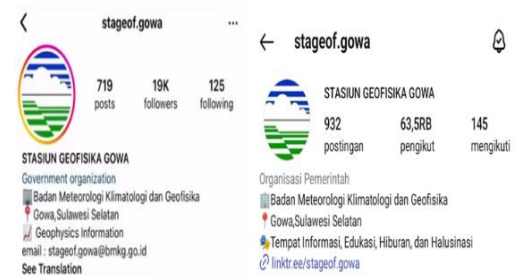 stageof.gowa
719 19K 125
posts followers following
STASIUN GEOFISIKA GOWA
Government organization
Badan Meteorologi Klimatologi dan Geofisika
Gowa,Sulawesi Selatan
Geophysics Information
email : stageof.gowa@bmkg.go.id
See Translation
stageof.gowa
STASIUN GEOFISIKA GOWA
932 63,5RB 145
postingan pengikut mengikuti
Organisasi Pemerintah
Badan Meteorologi Klimatologi dan Geofisika
Gowa,Sulawesi Selatan
Tempat Informasi, Edukasi, Hiburan, dan Halusinasi
linktr.ee/stageof.gowa